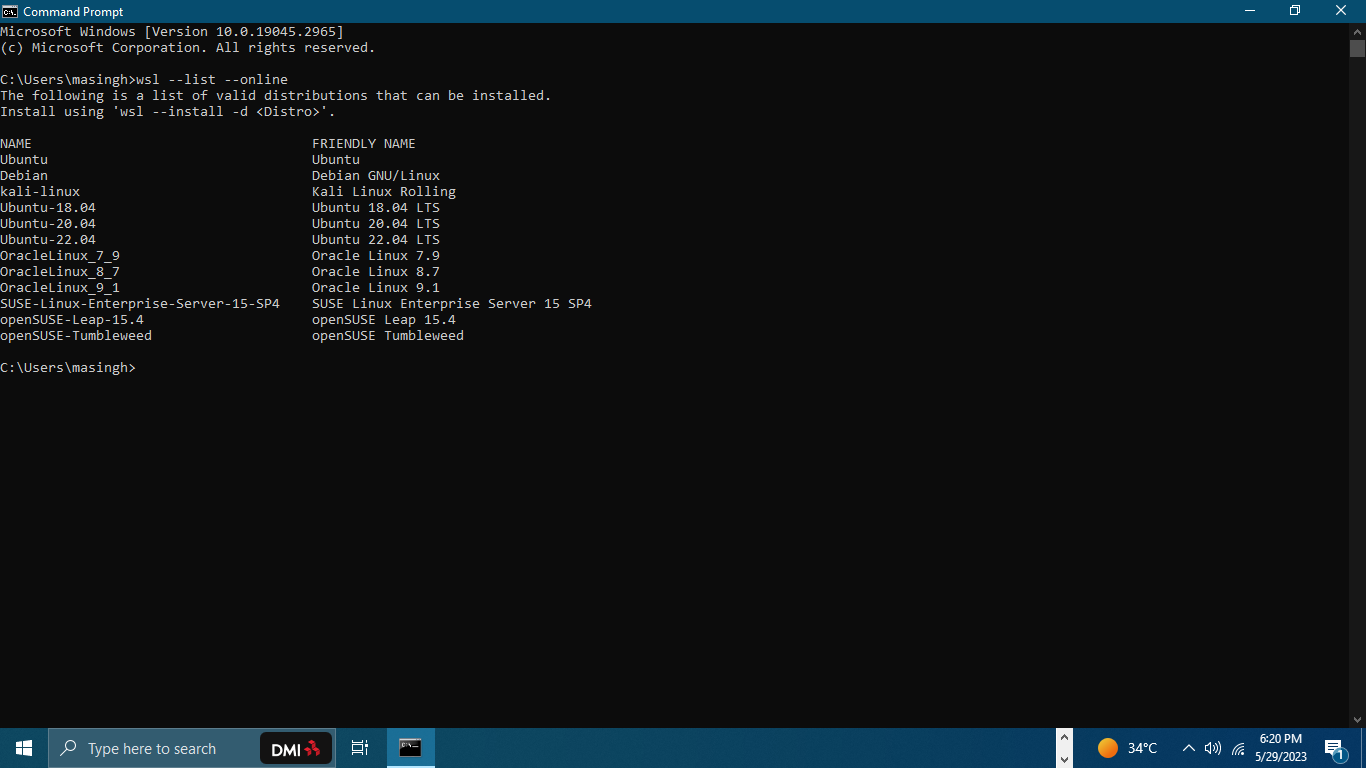 Command Prompt
Microsoft Windows [Version 10.0.19045.2965]
(c) Microsoft Corporation. All rights reserved.
C:\Users\masingh>wsl --list --online
The following is a list of valid distributions that can be installed.
Install using 'wsl --install -d <Distro>'.
NAME FRIENDLY NAME
Ubuntu Ubuntu
Debian Debian GNU/Linux
kali-linux Kali Linux Rolling
Ubuntu-18.04 Ubuntu 18.04 LTS
Ubuntu-20.04 Ubuntu 20.04 LTS
Ubuntu-22.04 Ubuntu 22.04 LTS
OracleLinux_7_9 Oracle Linux 7.9
OracleLinux_8_7 Oracle Linux 8.7
OracleLinux_9_1 Oracle Linux 9.1
SUSE-Linux-Enterprise-Server-15-SP4 SUSE Linux Enterprise Server 15 SP4
openSUSE-Leap-15.4 openSUSE Leap 15.4
openSUSE-Tumbleweed openSUSE Tumbleweed
C:\Users\masingh>
Type here to search DMI 34°C 6:20 PM
5/29/2023 1